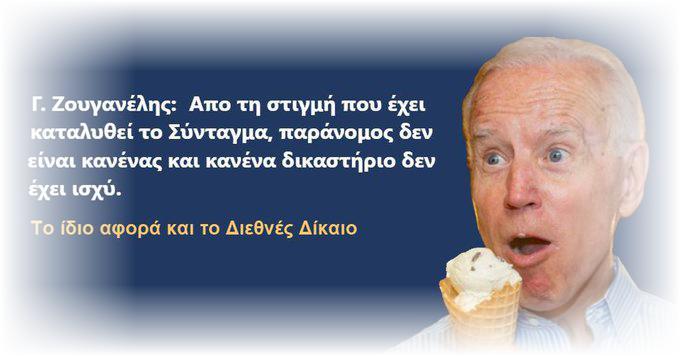 Γ. Ζουγανέλης:  Απο τη στιγμή που έχει
καταλυθεί το Σύνταγμα, παράνομος δεν
είναι κανένας και κανένα δικαστήριο δεν
έχει ισχύ.
Το ίδιο αφορά και το Διεθνές Δίκαιο